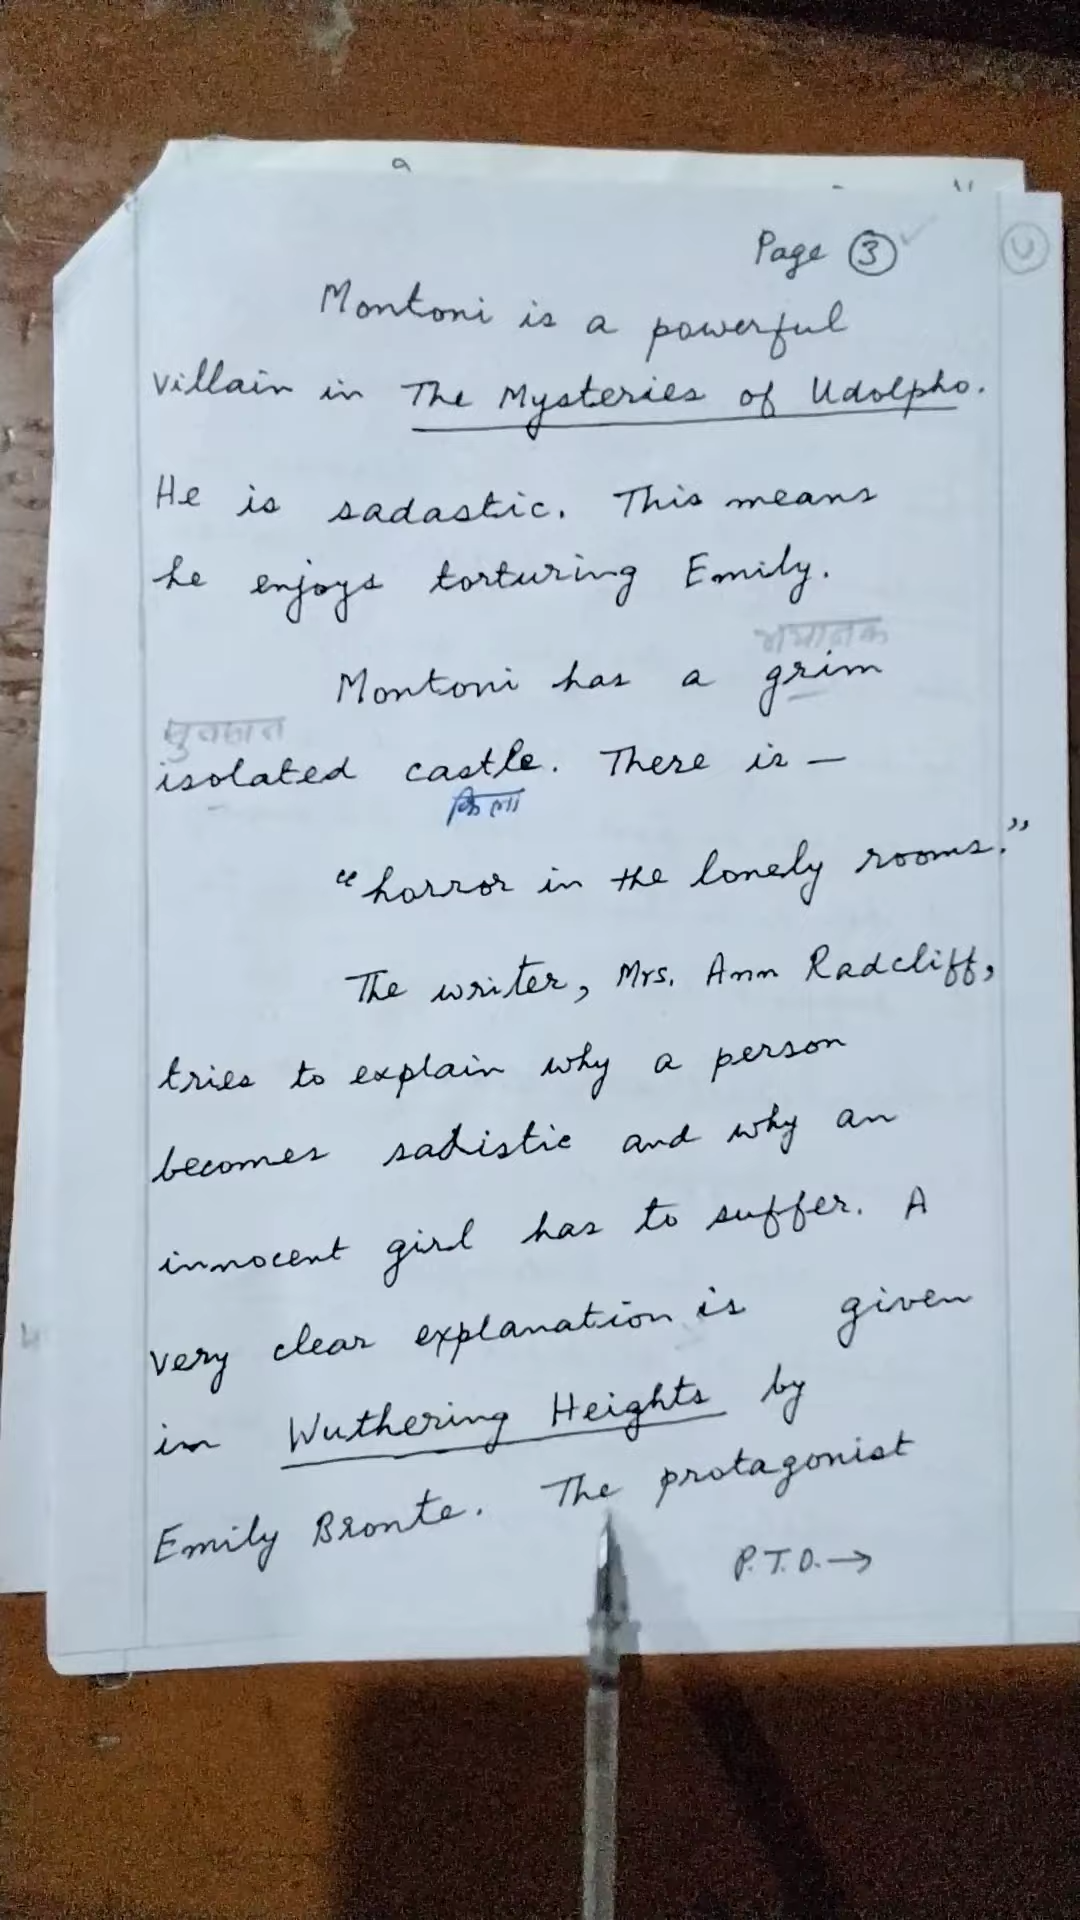 Page 3
Montoni is a powerful
villain in The Mysteries of Udolpho.
He is sadastic. This means
he enjoys torturing Emily.
भयानक
Montoni has a grim
isolated castle. There is —
किला
"horror in the lonely rooms."
The writer, Mrs. Ann Radcliff,
tries to explain why a person
becomes sadistic and why an
innocent girl has to suffer. A
very clear explanation is given
in Wuthering Heights by
Emily Bronte. The protagonist
P.T.O. →